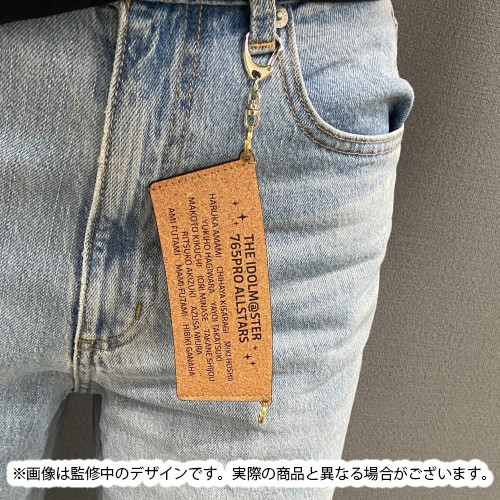 THE IDOLM@STER
765PRO ALLSTARS
HARUKA AMAMI CHIHAYA KISARAGI MIKI HOSHII
YUKIHO HAGIWARA YAYOI TAKATSUKI
MAKOTO KIKUCHI IORI MINASE TAKANE SHIJOU
RITSUKO AKIZUKI AZUSA MIURA
AMI FUTAMI MAMI FUTAMI HIBIKI GANAHA
※画像は監修中のデザインです。実際の商品と異なる場合がございます。